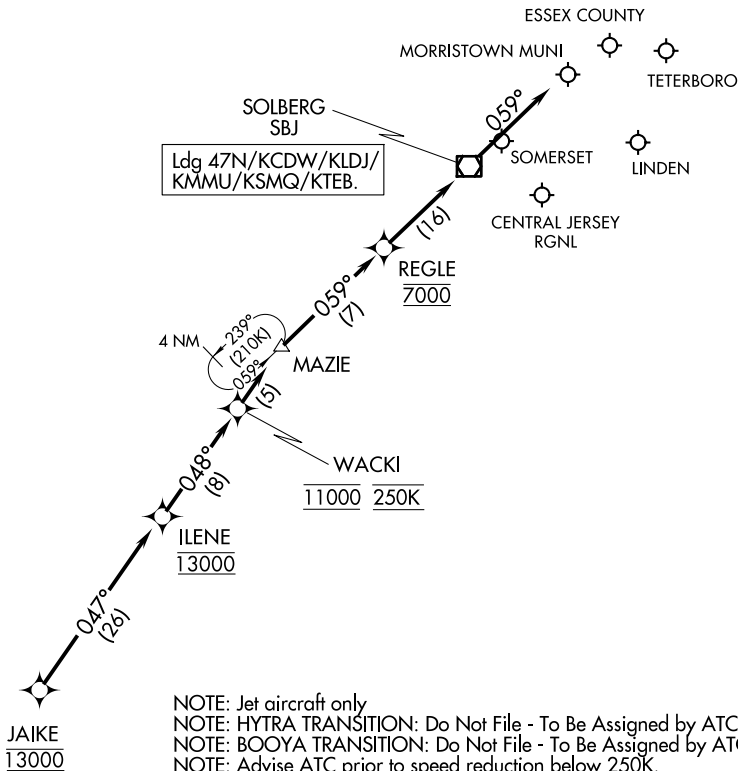 ESSEX COUNTY
MORRISTOWN MUNI
TETERBORO
SOLBERG
SBJ
059°
Ldg 47N/KCDW/KLDJ/
KMMU/KSMQ/KTEB.
SOMERSET
LINDEN
CENTRAL JERSEY
RGNL
(16)
REGLE
7000
059°
(7)
4 NM
239°
(210K)
059°
MAZIE
(5)
WACKI
11000 250K
048°
(8)
ILENE
13000
047°
(26)
JAIKE
13000
NOTE: Jet aircraft only
NOTE: HYTRA TRANSITION: Do Not File - To Be Assigned by ATC
NOTE: BOOYA TRANSITION: Do Not File - To Be Assigned by ATC
NOTE: Advise ATC prior to speed reduction below 250K.